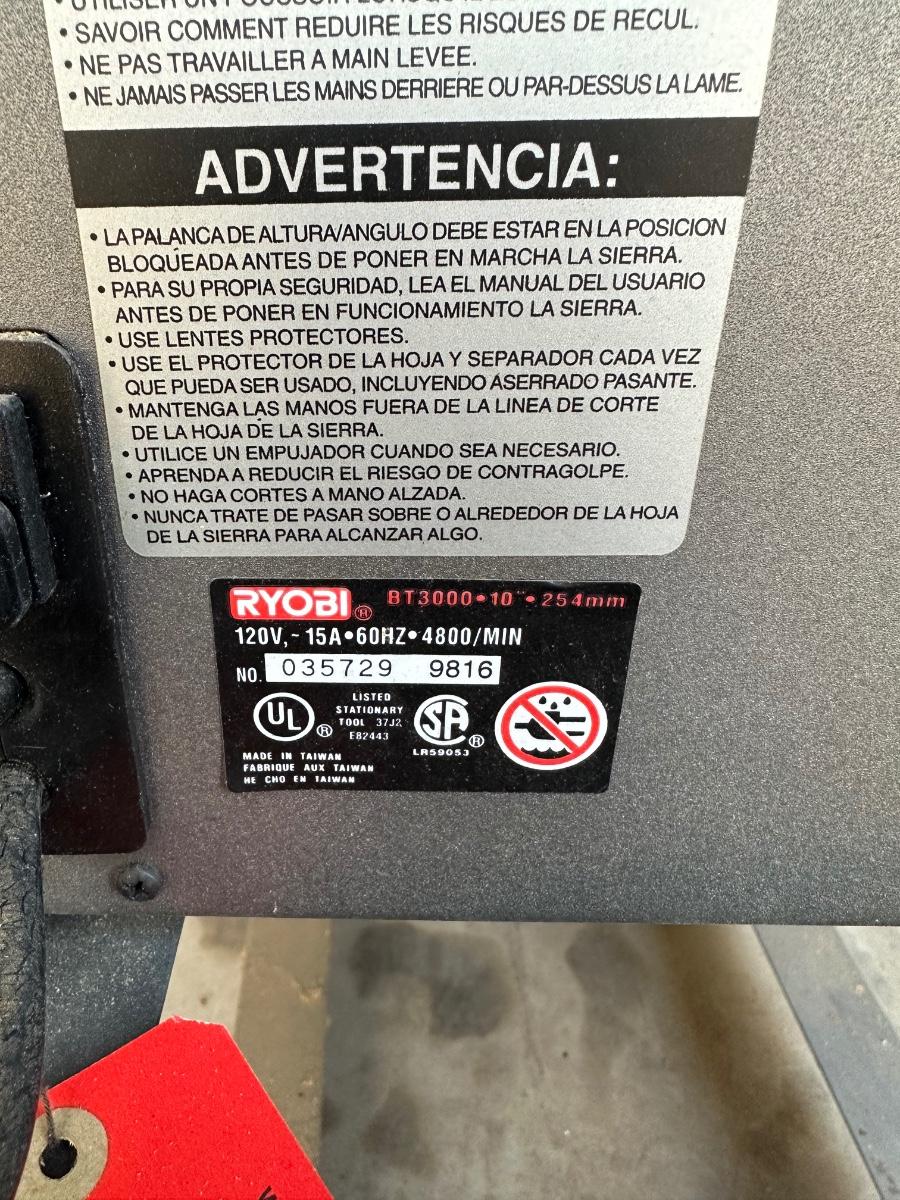 • SAVOIR COMMENT REDUIRE LES RISQUES DE RECUL.
• NE PAS TRAVAILLER A MAIN LEVEE.
• NE JAMAIS PASSER LES MAINS DERRIERE OU PAR-DESSUS LA LAME.
ADVERTENCIA:
• LA PALANCA DE ALTURA/ANGULO DEBE ESTAR EN LA POSICION
BLOQUEADA ANTES DE PONER EN MARCHA LA SIERRA.
• PARA SU PROPIA SEGURIDAD, LEA EL MANUAL DEL USUARIO
ANTES DE PONER EN FUNCIONAMIENTO LA SIERRA.
• USE LENTES PROTECTORES.
• USE EL PROTECTOR DE LA HOJA Y SEPARADOR CADA VEZ
QUE PUEDA SER USADO, INCLUYENDO ASERRADO PASANTE.
• MANTENGA LAS MANOS FUERA DE LA LINEA DE CORTE
DE LA HOJA DE LA SIERRA.
• UTILICE UN EMPUJADOR CUANDO SEA NECESARIO.
• APRENDA A REDUCIR EL RIESGO DE CONTRAGOLPE.
• NO HAGA CORTES A MANO ALZADA.
• NUNCA TRATE DE PASAR SOBRE O ALREDEDOR DE LA HOJA
DE LA SIERRA PARA ALCANZAR ALGO.
RYOBI® BT3000•10"•254mm
120V,~15A•60HZ•4800/MIN
NO. 035729 9816
UL®
LISTED
STATIONARY
TOOL 37J2
E82443
SA®
LR59053
MADE IN TAIWAN
FABRIQUE AUX TAIWAN
HE CHO EN TAIWAN